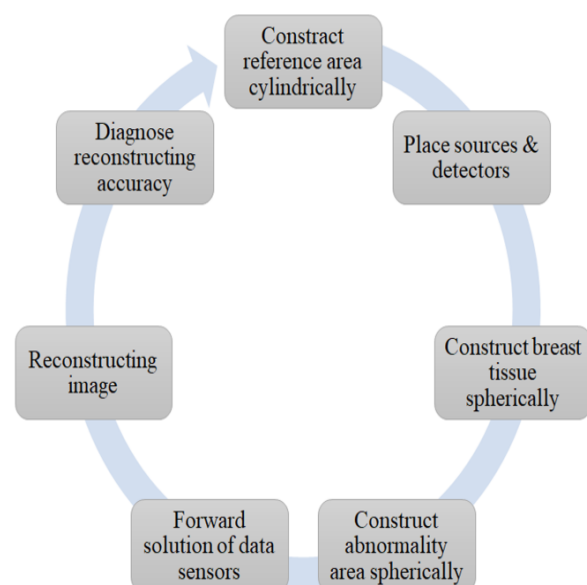 Constract
reference area
cylindrically
Place sources &
detectors
Construct breast
tissue
spherically
Construct
abnormality
area spherically
Forward
solution of data
sensors
Reconstructing
image
Diagnose
reconstructing
accuracy